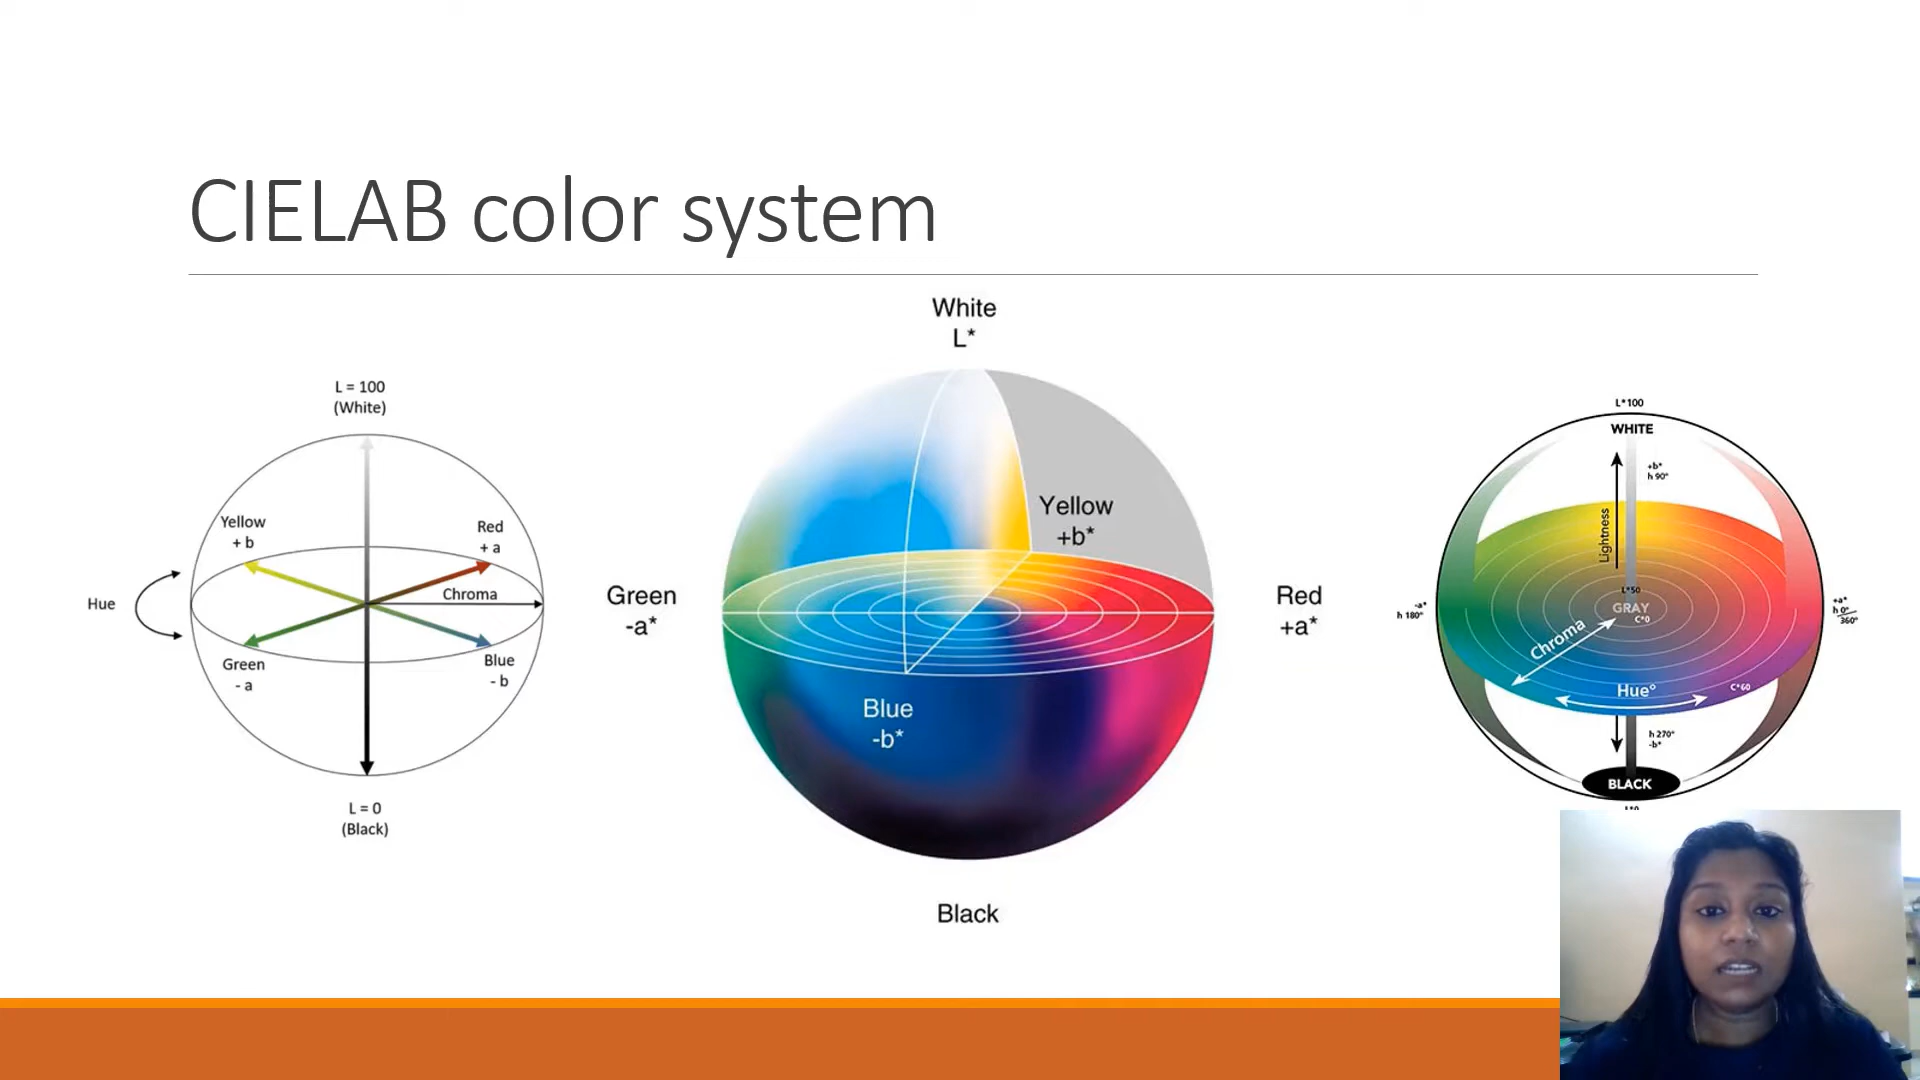 CIELAB color system
L = 100
(White)
Yellow
+ b
Red
+ a
Hue
Chroma
Green
- a
Blue
- b
L = 0
(Black)
White
L*
Yellow
+b*
Green
-a*
Red
+a*
Blue
-b*
Black
L*100
WHITE
+b*
h 90°
Lightness
L*50
GRAY
C*0
-a*
h 180°
+a*
h 0°
360°
Chroma
Hue°
C*60
h 270°
-b*
BLACK